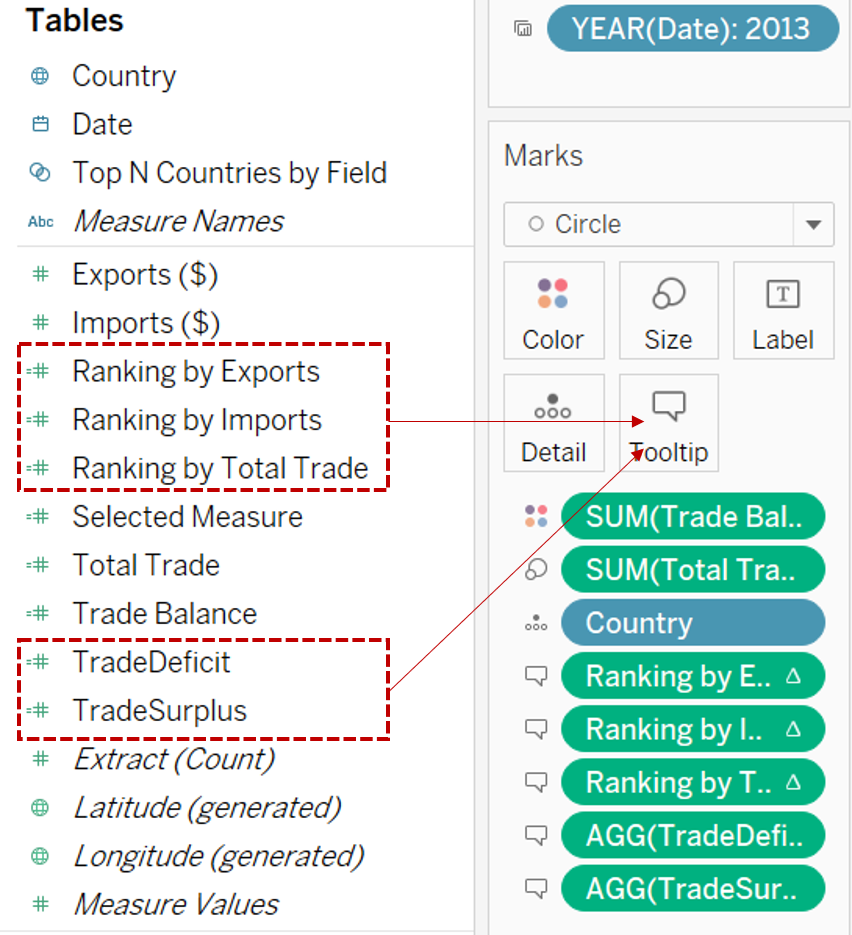 Tables
Country
Date
Top N Countries by Field
Abc Measure Names
Exports ($)
Imports ($)
Ranking by Exports
Ranking by Imports
Ranking by Total Trade
Selected Measure
Total Trade
Trade Balance
TradeDeficit
TradeSurplus
Extract (Count)
Latitude (generated)
Longitude (generated)
Measure Values
YEAR(Date): 2013
Marks
Circle
Color Size Label
Detail Tooltip
SUM(Trade Bal..
SUM(Total Tra..
Country
Ranking by E.. Δ
Ranking by I.. Δ
Ranking by T.. Δ
AGG(TradeDefi..
AGG(TradeSur..